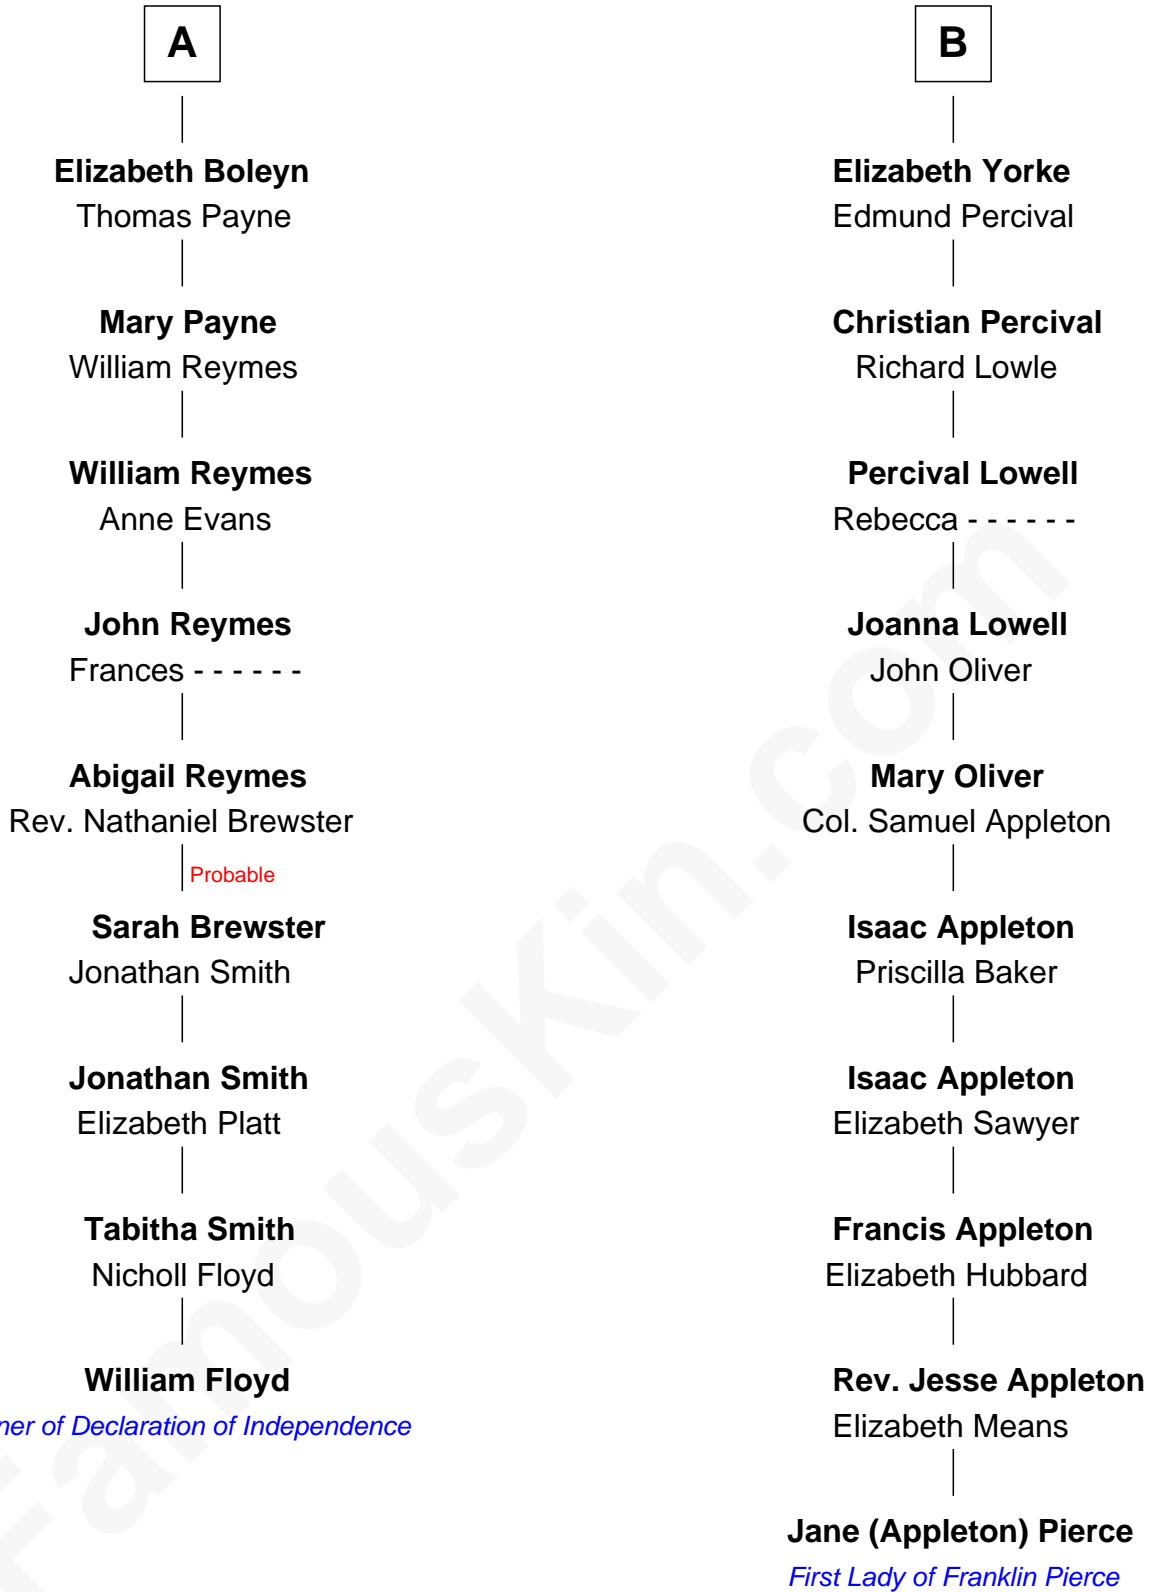 A
Elizabeth Boleyn
Thomas Payne
Mary Payne
William Reymes
William Reymes
Anne Evans
John Reymes
Frances - - - - - -
Abigail Reymes
Rev. Nathaniel Brewster
Probable
Sarah Brewster
Jonathan Smith
Jonathan Smith
Elizabeth Platt
Tabitha Smith
Nicholl Floyd
William Floyd
ner of Declaration of Independence
B
Elizabeth Yorke
Edmund Percival
Christian Percival
Richard Lowle
Percival Lowell
Rebecca - - - - - -
Joanna Lowell
John Oliver
Mary Oliver
Col. Samuel Appleton
Isaac Appleton
Priscilla Baker
Isaac Appleton
Elizabeth Sawyer
Francis Appleton
Elizabeth Hubbard
Rev. Jesse Appleton
Elizabeth Means
Jane (Appleton) Pierce
First Lady of Franklin Pierce
FamousKin.com